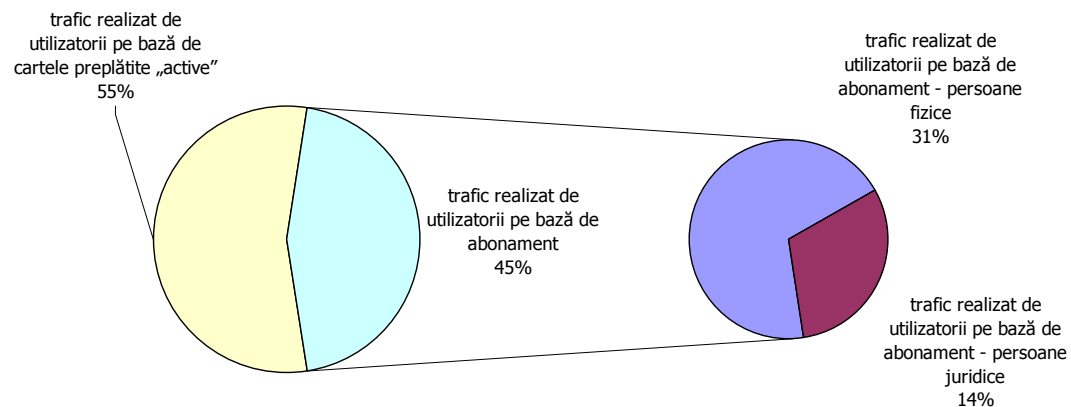 trafic realizat de
utilizatorii pe bază de
cartele preplătite „active”
55%
trafic realizat de
utilizatorii pe bază de
abonament
45%
trafic realizat de
utilizatorii pe bază de
abonament - persoane
fizice
31%
trafic realizat de
utilizatorii pe bază de
abonament - persoane
juridice
14%